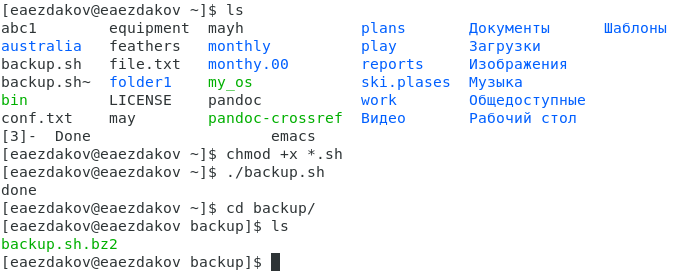 [eaezdakov@eaezdakov ~]$ ls
abc1 equipment mayh plans Документы Шаблоны
australia feathers monthly play Загрузки
backup.sh file.txt monthy.00 reports Изображения
backup.sh~ folder1 my_os ski.plases Музыка
bin LICENSE pandoc work Общедоступные
conf.txt may pandoc-crossref Видео Рабочий стол
[3]- Done emacs
[eaezdakov@eaezdakov ~]$ chmod +x *.sh
[eaezdakov@eaezdakov ~]$ ./backup.sh
done
[eaezdakov@eaezdakov ~]$ cd backup/
[eaezdakov@eaezdakov backup]$ ls
backup.sh.bz2
[eaezdakov@eaezdakov backup]$